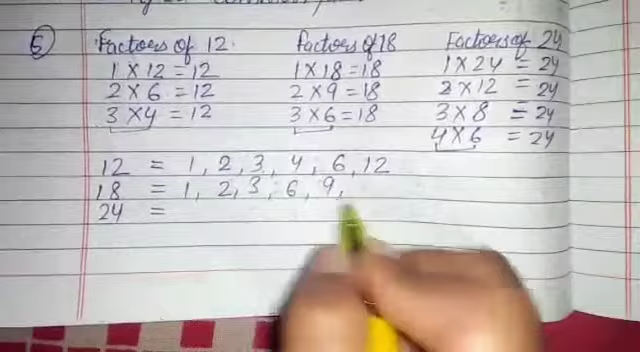 6 Factors of 12. Factors of 18 Factors of 24
1 X 12 = 12 1 X 18 = 18 1 X 24 = 24
2 X 6 = 12 2 X 9 = 18 2 X 12 = 24
3 X 4 = 12 3 X 6 = 18 3 X 8 = 24
4 X 6 = 24
12 = 1, 2, 3, 4, 6, 12
18 = 1, 2, 3, 6, 9,
24 =